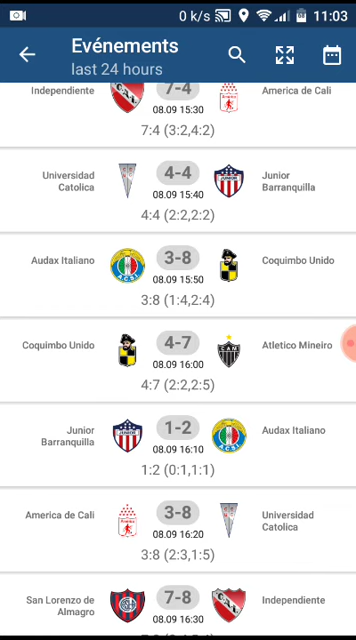 0 k/s 11:03
Evénements
last 24 hours
Independiente 7-4 America de Cali
08.09 15:30
7:4 (3:2,4:2)
Universidad Catolica 4-4 Junior Barranquilla
08.09 15:40
4:4 (2:2,2:2)
Audax Italiano 3-8 Coquimbo Unido
08.09 15:50
3:8 (1:4,2:4)
Coquimbo Unido 4-7 Atletico Mineiro
08.09 16:00
4:7 (2:2,2:5)
Junior Barranquilla 1-2 Audax Italiano
08.09 16:10
1:2 (0:1,1:1)
America de Cali 3-8 Universidad Catolica
08.09 16:20
3:8 (2:3,1:5)
San Lorenzo de Almagro 7-8 Independiente
08.09 16:30